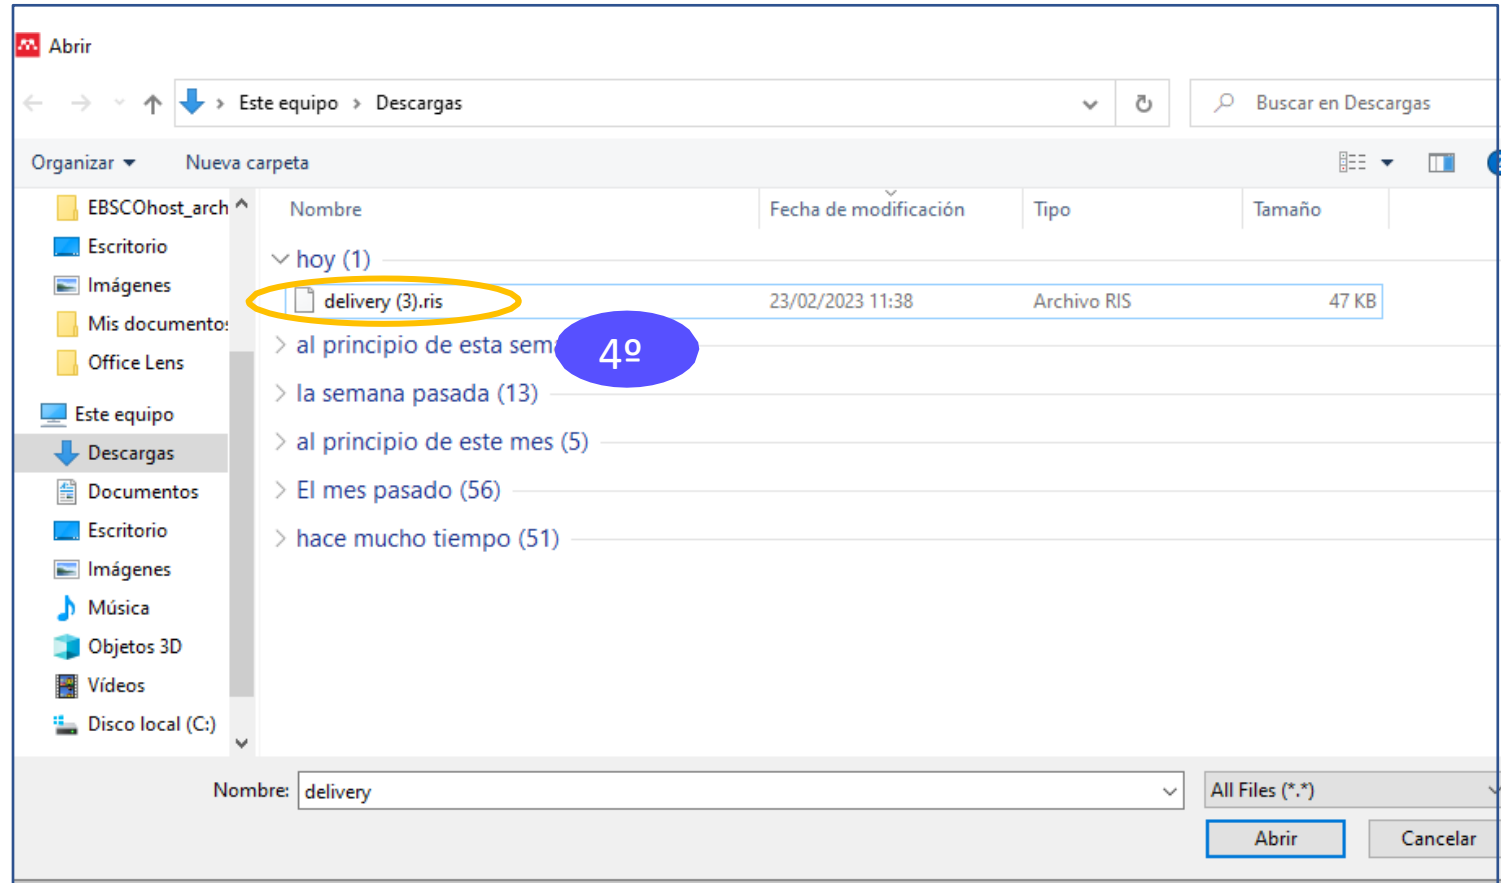 Abrir
Este equipo > Descargas
Buscar en Descargas
Organizar
Nueva carpeta
EBSCOhost_arch
Escritorio
Imágenes
Mis documentos
Office Lens
Este equipo
Descargas
Documentos
Escritorio
Imágenes
Música
Objetos 3D
Vídeos
Disco local (C:)
Nombre Fecha de modificación Tipo Tamaño
hoy (1)
delivery (3).ris 23/02/2023 11:38 Archivo RIS 47 KB
al principio de esta
4º
la semana pasada (13)
al principio de este mes (5)
El mes pasado (56)
hace mucho tiempo (51)
Nombre: delivery
All Files (*.*)
Abrir Cancelar